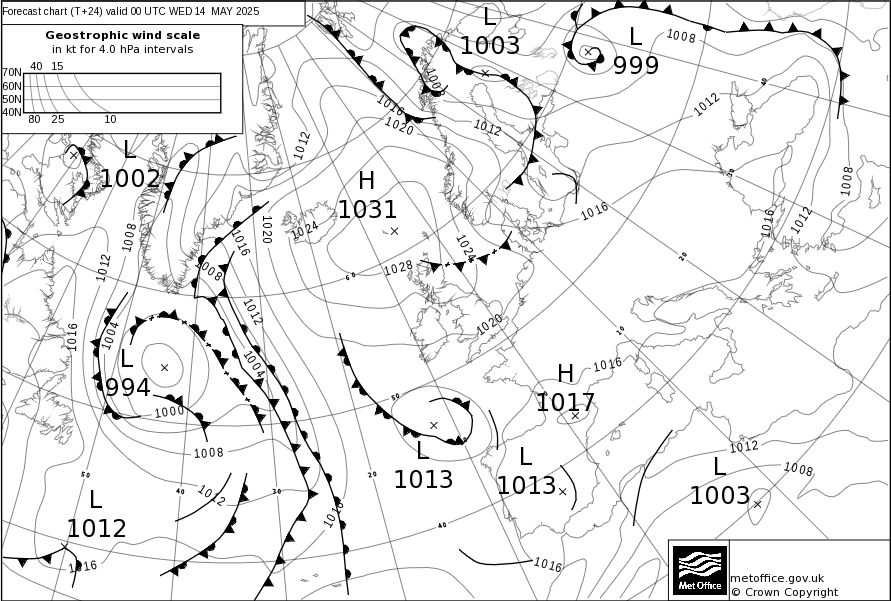 Forecast chart (T+24) valid 00 UTC WED 14 MAY 2025
Geostrophic wind scale
in kt for 4.0 hPa intervals
40 15
70N
60N
50N
40N
80 25 10
L
1003
L
999
1008
1008
1016
1020
1012
1012
1012
L
1002
H
1031
1024
1020
1016
1008
1008
1012
1016
1004
1012
1004
1028
1024
1020
1016
1016
1012
1008
60
50
40
30
20
10
L
994
1000
1008
1012
H
1017
1016
L
1013
L
1013
1012
1008
L
1003
50
40
30
20
40
L
1012
1016
1016
1016
Met Office
metoffice.gov.uk
© Crown Copyright